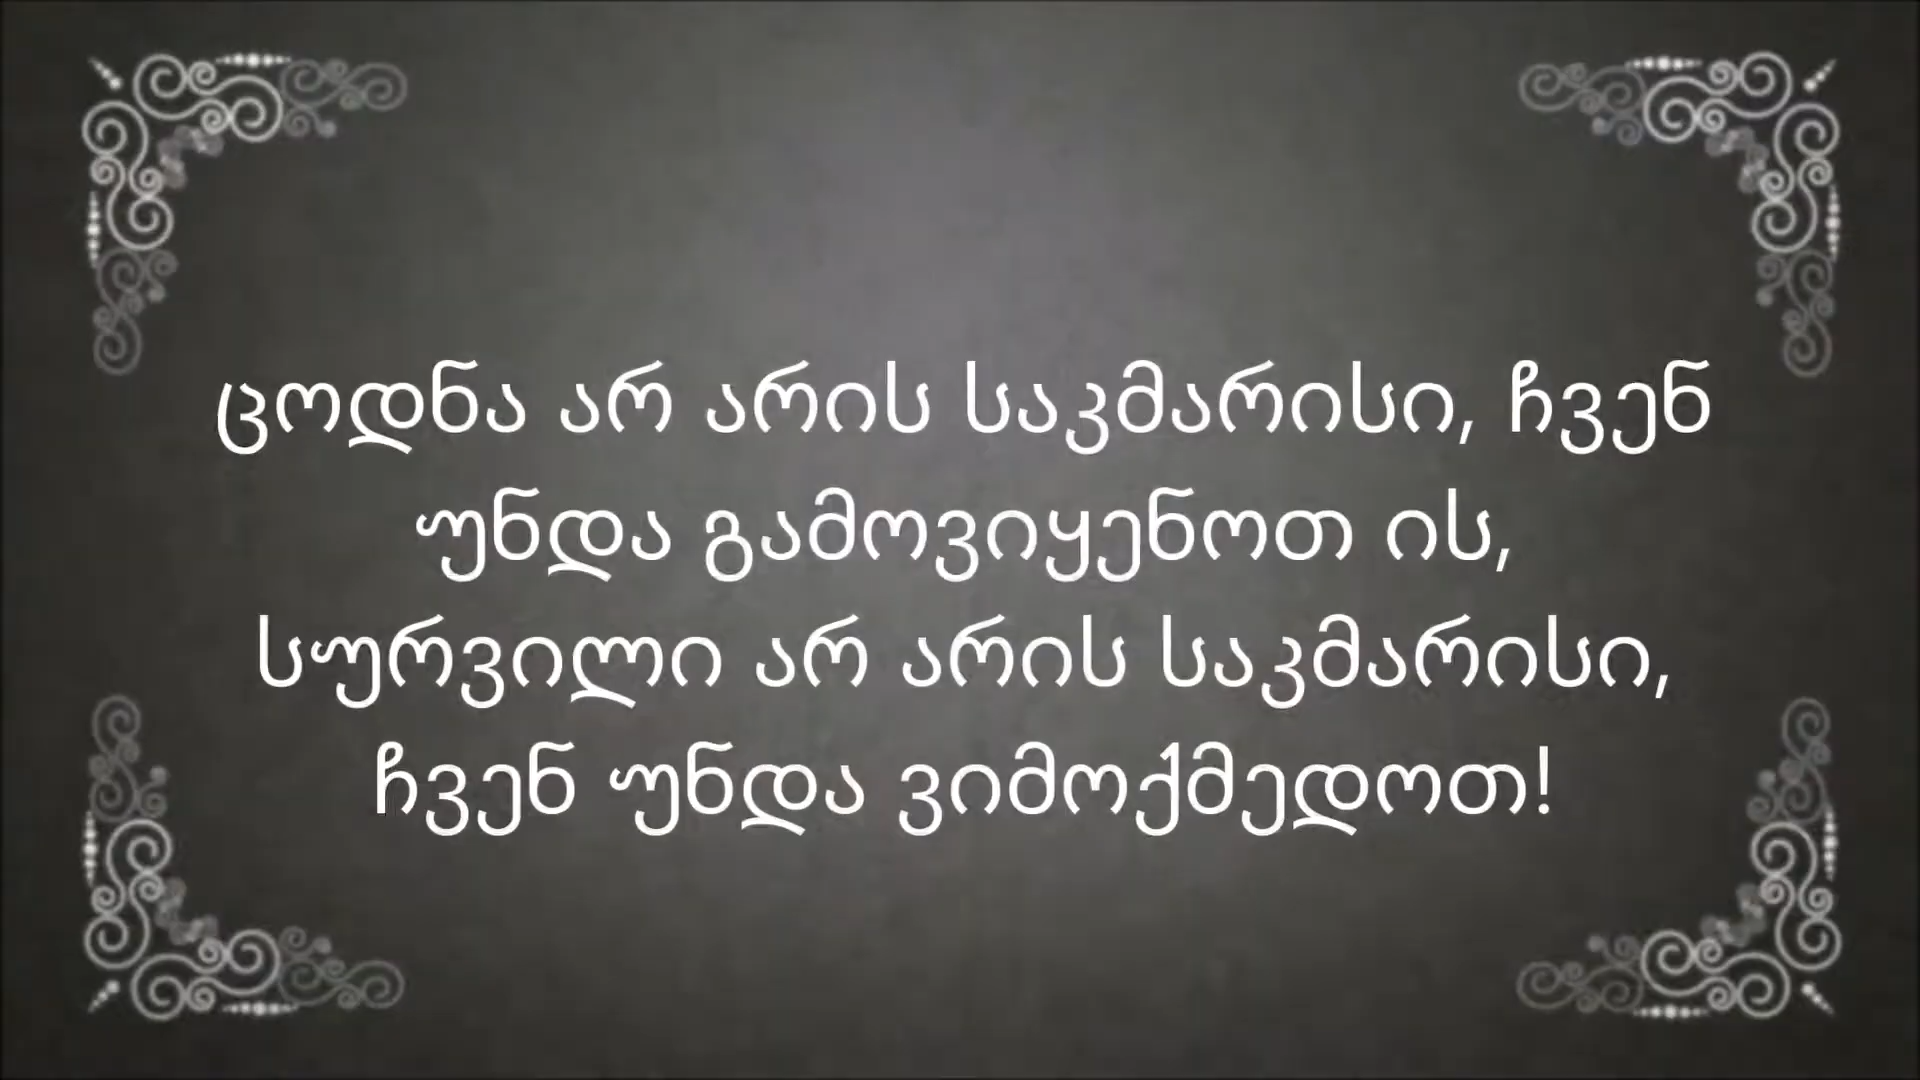 ცოდნა არ არის საკმარისი, ჩვენ
უნდა გამოვიყენოთ ის,
სურვილი არ არის საკმარისი,
ჩვენ უნდა ვიმოქმედოთ!